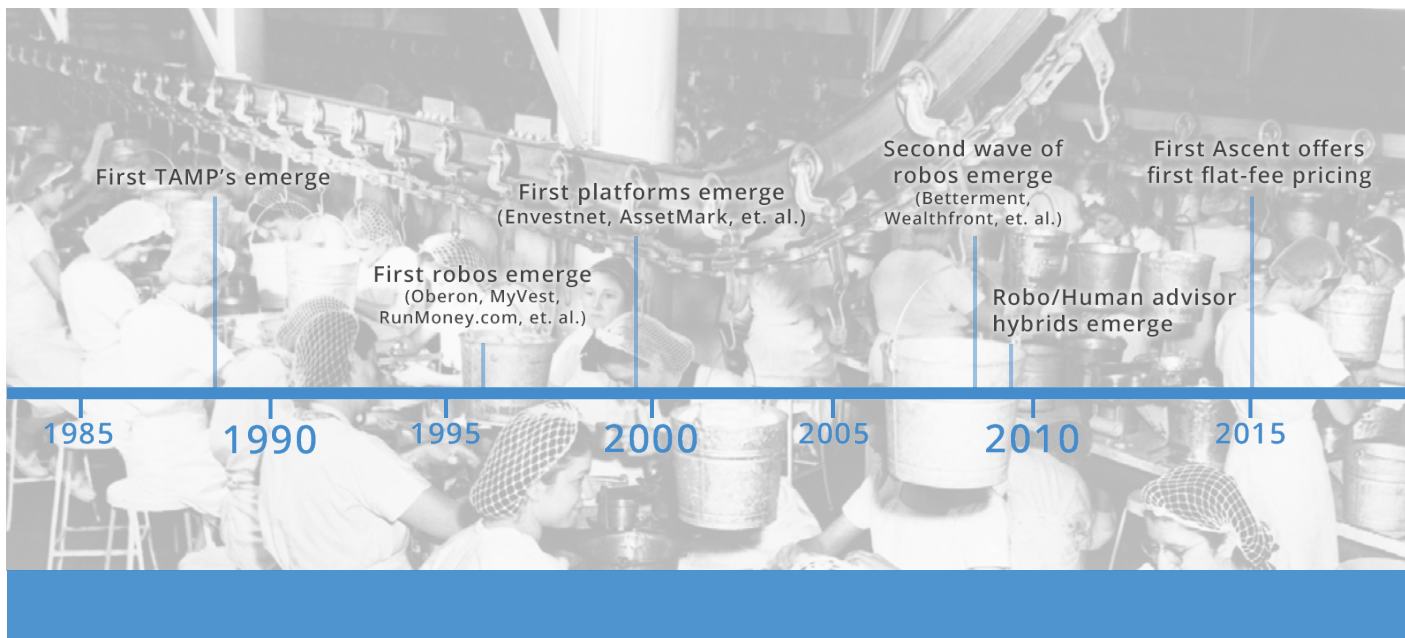 First TAMP’s emerge
First robos emerge
(Oberon, MyVest,
RunMoney.com, et. al.)
First platforms emerge
(Envestnet, AssetMark, et. al.)
Second wave of
robos emerge
(Betterment,
Wealthfront, et. al.)
Robo/Human advisor
hybrids emerge
First Ascent offers
first flat-fee pricing
1985
1990
1995
2000
2005
2010
2015